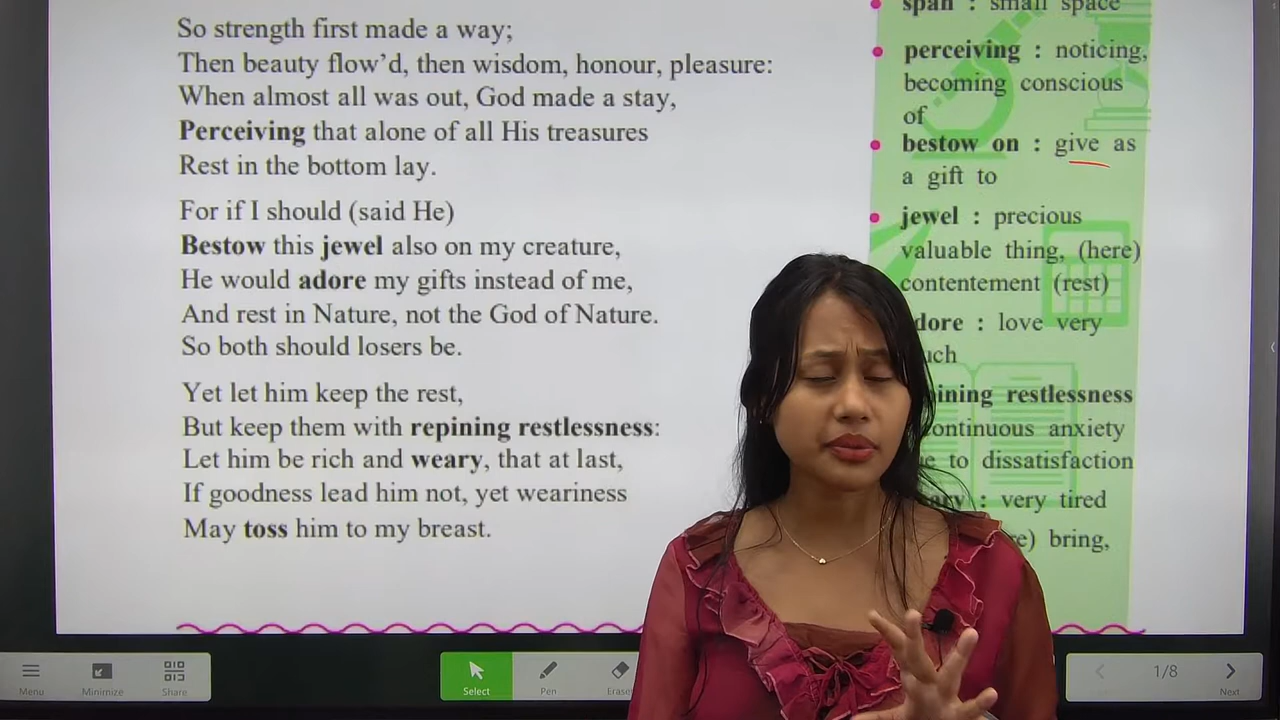 So strength first made a way;
Then beauty flow'd, then wisdom, honour, pleasure:
When almost all was out, God made a stay,
Perceiving that alone of all His treasures
Rest in the bottom lay.
For if I should (said He)
Bestow this jewel also on my creature,
He would adore my gifts instead of me,
And rest in Nature, not the God of Nature.
So both should losers be.
Yet let him keep the rest,
But keep them with repining restlessness:
Let him be rich and weary, that at last,
If goodness lead him not, yet weariness
May toss him to my breast.
span : small space
perceiving : noticing,
becoming conscious
of
bestow on : give as
a gift to
jewel : precious
valuable thing, (here)
contentement (rest)
: love very
restlessness
anxiety
to dissatisfaction
: very tired
bring,
Menu
Minimize
Share
Select
Pen
1/8
Next